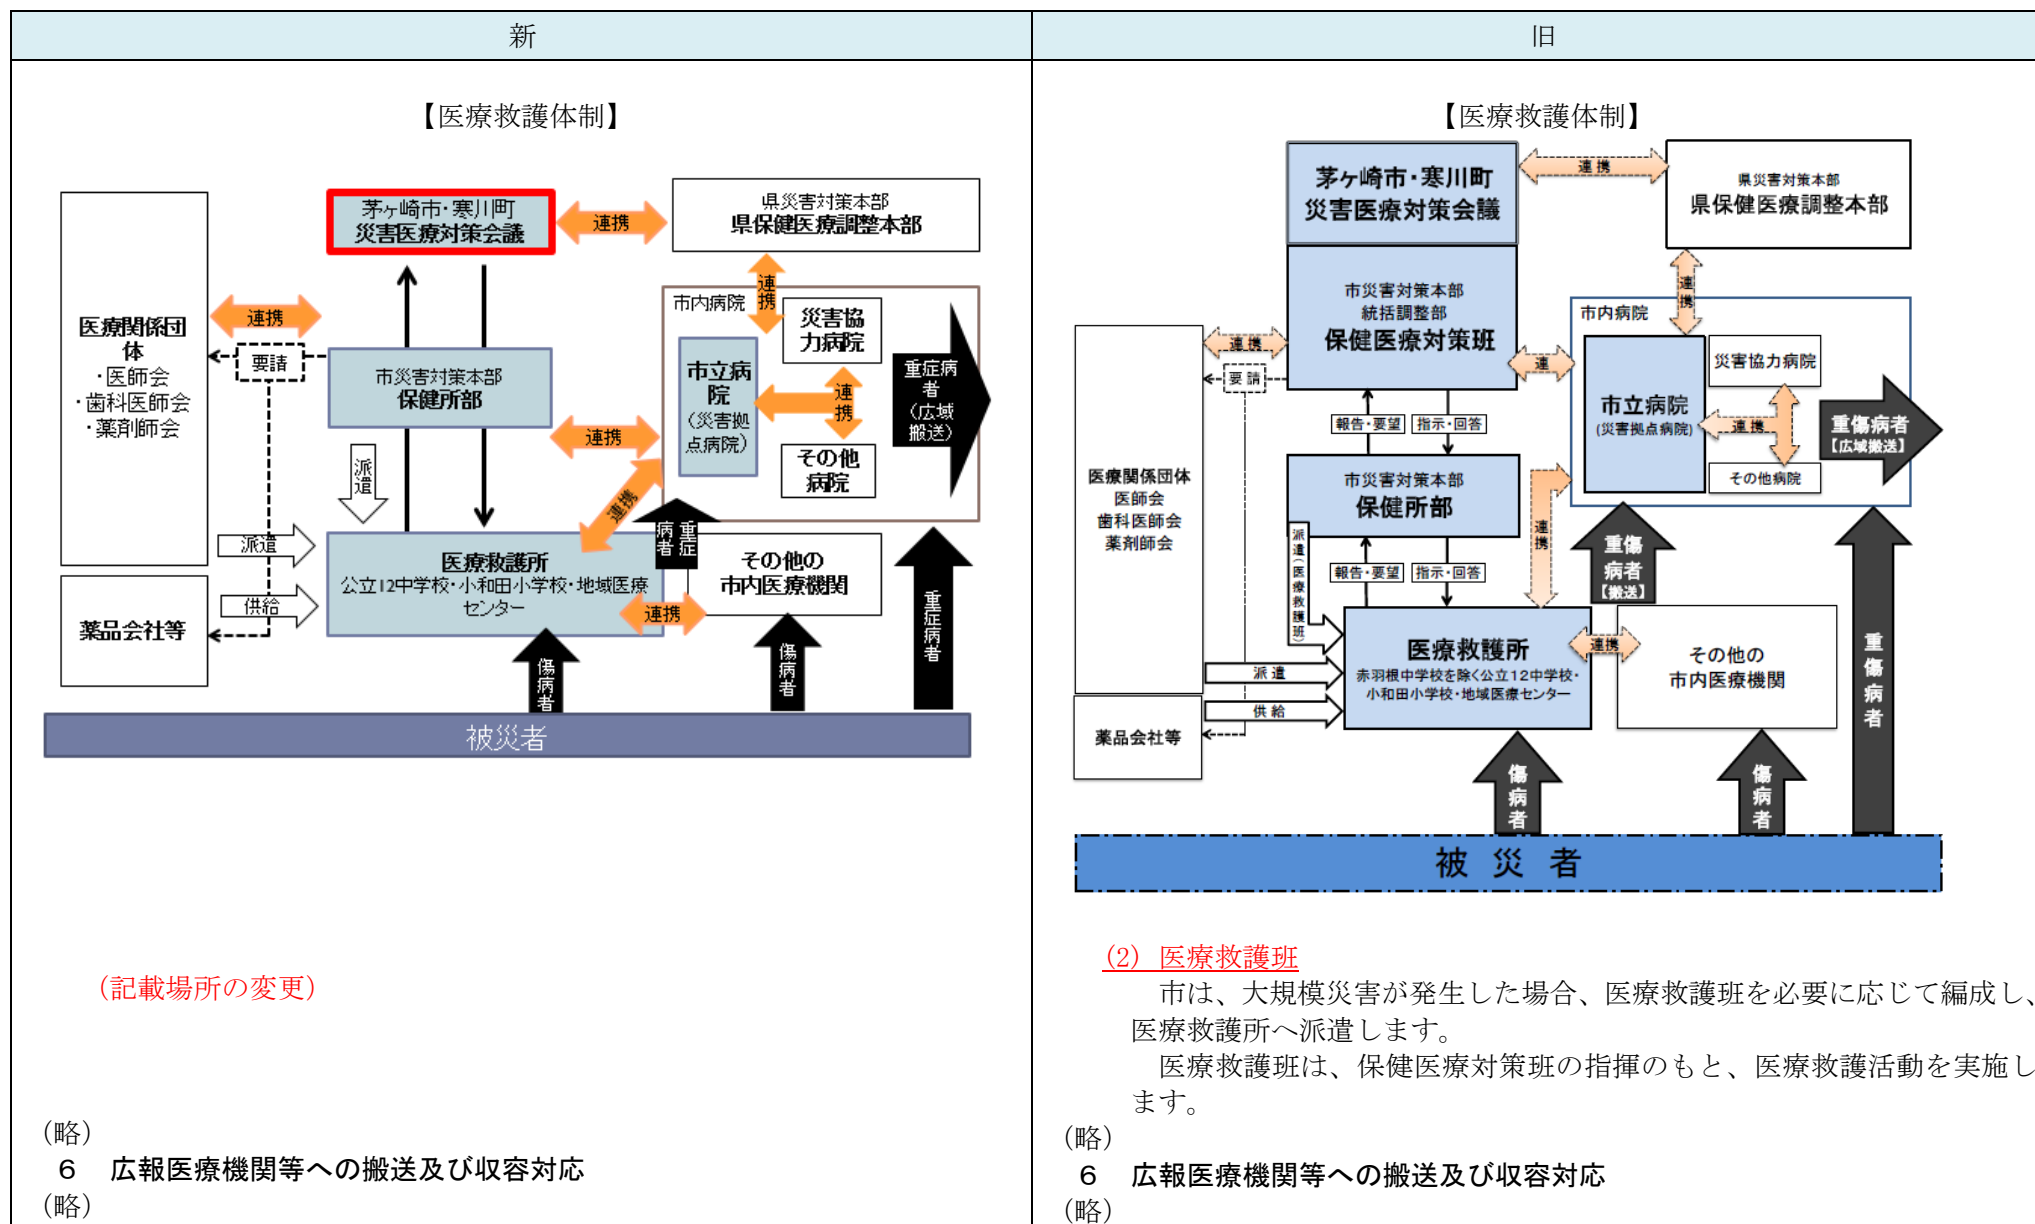 新
旧
【医療救護体制】
茅ヶ崎市・寒川町
災害医療対策会議
連携
県災害対策本部
県保健医療調整本部
連携
医療関係団
体
・医師会
・歯科医師会
・薬剤師会
連携
要請
市災害対策本部
保健所部
連携
派遣
市内病院
災害協
力病院
市立病
院
(災害拠
点病院)
連携
その他
病院
重症病
者
(広域
搬送)
連携
重症
病者
派遣
供給
薬品会社等
医療救護所
公立12中学校・小和田小学校・地域医療
センター
連携
その他の
市内医療機関
傷病者
傷病者
重症病者
被災者
(記載場所の変更)
(略)
6 広報医療機関等への搬送及び収容対応
(略)
【医療救護体制】
茅ヶ崎市・寒川町
災害医療対策会議
連携
県災害対策本部
県保健医療調整本部
連携
市災害対策本部
統括調整部
保健医療対策班
連携
要請
連
市内病院
災害協力病院
市立病院
(災害拠点病院)
連携
その他病院
重傷病者
【広域搬送】
報告・要望
指示・回答
医療関係団体
医師会
歯科医師会
薬剤師会
市災害対策本部
保健所部
連携
重傷
病者
【搬送】
派遣(医療救護班)
報告・要望
指示・回答
医療救護所
赤羽根中学校を除く公立12中学校・
小和田小学校・地域医療センター
連携
その他の
市内医療機関
派遣
供給
薬品会社等
傷病者
傷病者
重傷病者
被災者
(2) 医療救護班
市は、大規模災害が発生した場合、医療救護班を必要に応じて編成し、
医療救護所へ派遣します。
医療救護班は、保健医療対策班の指揮のもと、医療救護活動を実施し
ます。
(略)
6 広報医療機関等への搬送及び収容対応
(略)